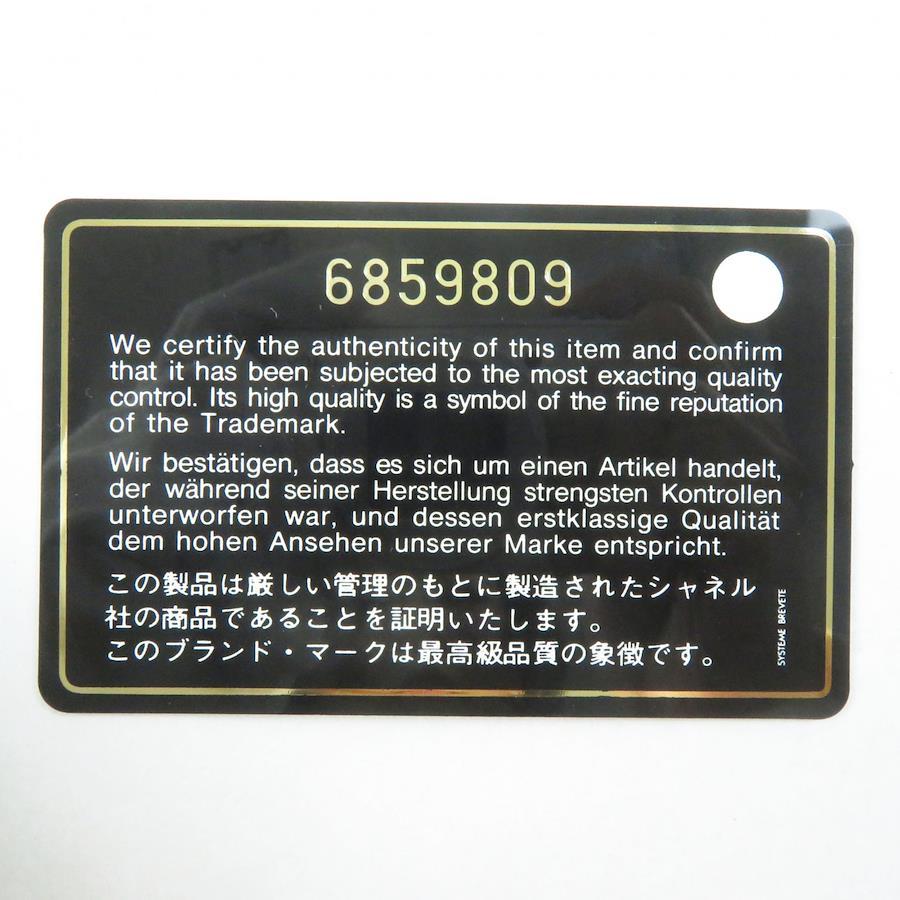 6859809
We certify the authenticity of this item and confirm
that it has been subjected to the most exacting quality
control. Its high quality is a symbol of the fine reputation
of the Trademark.
Wir bestätigen, dass es sich um einen Artikel handelt,
der während seiner Herstellung strengsten Kontrollen
unterworfen war, und dessen erstklassige Qualität
dem hohen Ansehen unserer Marke entspricht.
この製品は厳しい管理のもとに製造されたシャネル
社の商品であることを証明いたします。
このブランド・マークは最高級品質の象徴です。
SYSTEME BREVETE